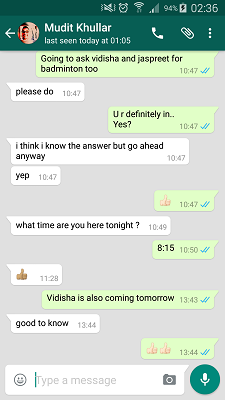 94% 02:36
Mudit Khullar
last seen today at 01:05
Going to ask vidisha and jaspreet for
badminton too
10:47
please do 10:47
U r definitely in..
Yes? 10:47
i think i know the answer but go ahead
anyway 10:47
yep 10:47
10:47
what time are you here tonight ? 10:49
8:15 10:50
11:28
Vidisha is also coming tomorrow 13:43
good to know 13:44
13:44
Type a message